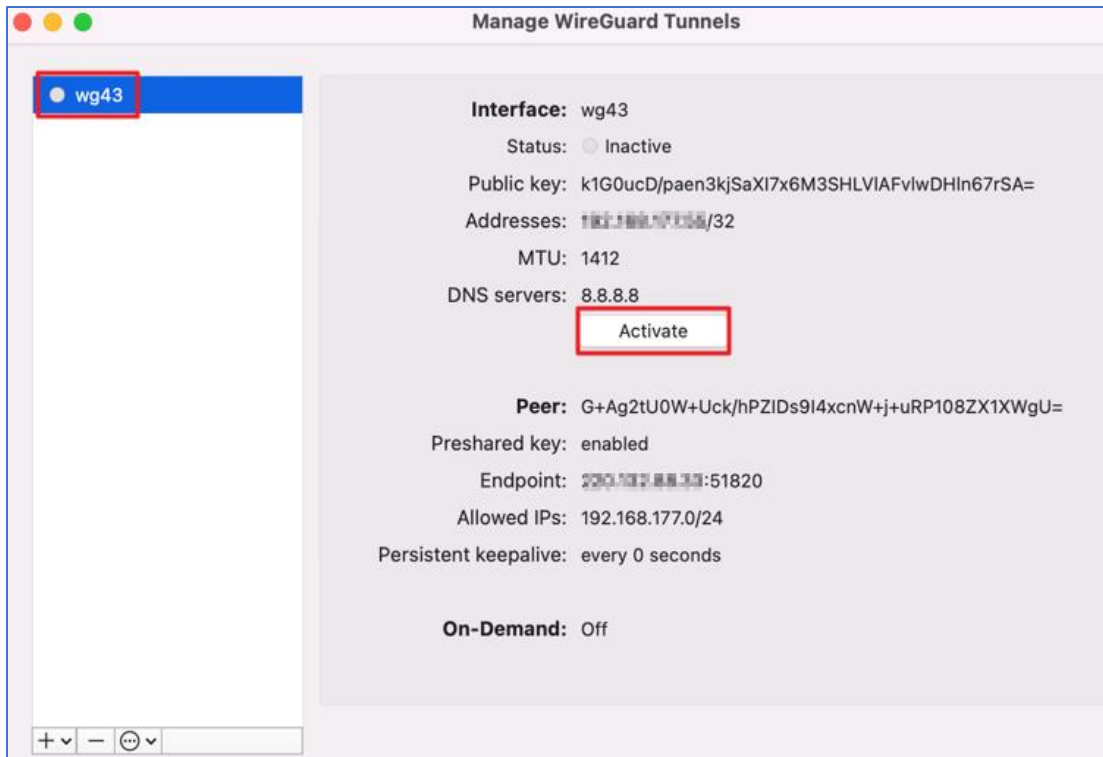 Manage WireGuard Tunnels
wg43
Interface: wg43
Status: Inactive
Public key: k1G0ucD/paen3kjSaXI7x6M3SHLVIAFvlwDHln67rSA=
Addresses: /32
MTU: 1412
DNS servers: 8.8.8.8
Activate
Peer: G+Ag2tU0W+Uck/hPZIDs9I4xcnW+j+uRP108ZX1XWgU=
Preshared key: enabled
Endpoint: :51820
Allowed IPs: 192.168.177.0/24
Persistent keepalive: every 0 seconds
On-Demand: Off